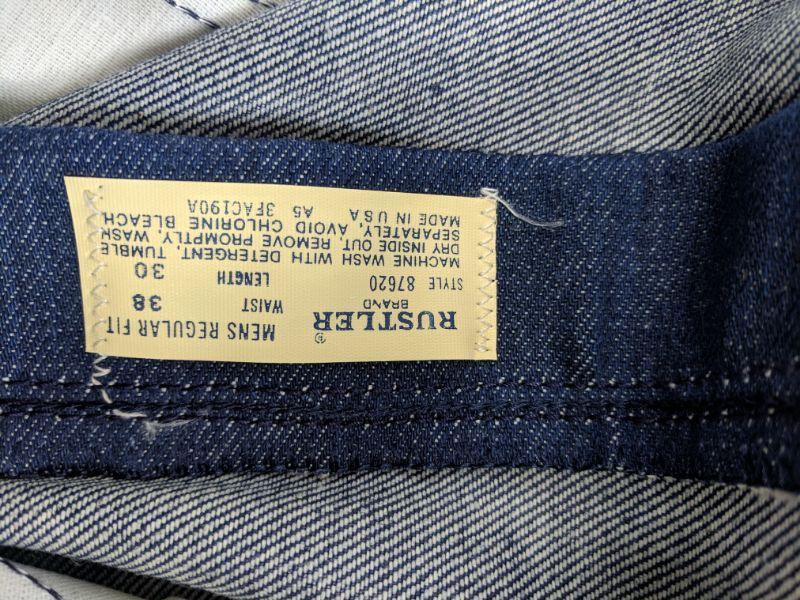 RUSTLER®
BRAND
STYLE 87620
MENS REGULAR FIT
WAIST 38
LENGTH 30
MACHINE WASH WITH DETERGENT, TUMBLE
DRY INSIDE OUT, REMOVE PROMPTLY, WASH
SEPARATELY, AVOID CHLORINE BLEACH
MADE IN U S A A5 3FAC190A